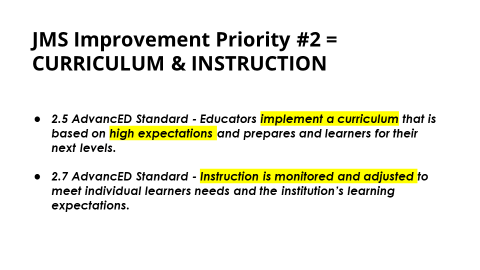 JMS Improvement Priority #2 =
CURRICULUM & INSTRUCTION
● 2.5 AdvancED Standard - Educators implement a curriculum that is
based on high expectations and prepares and learners for their
next levels.
● 2.7 AdvancED Standard - Instruction is monitored and adjusted to
meet individual learners needs and the institution's learning
expectations.